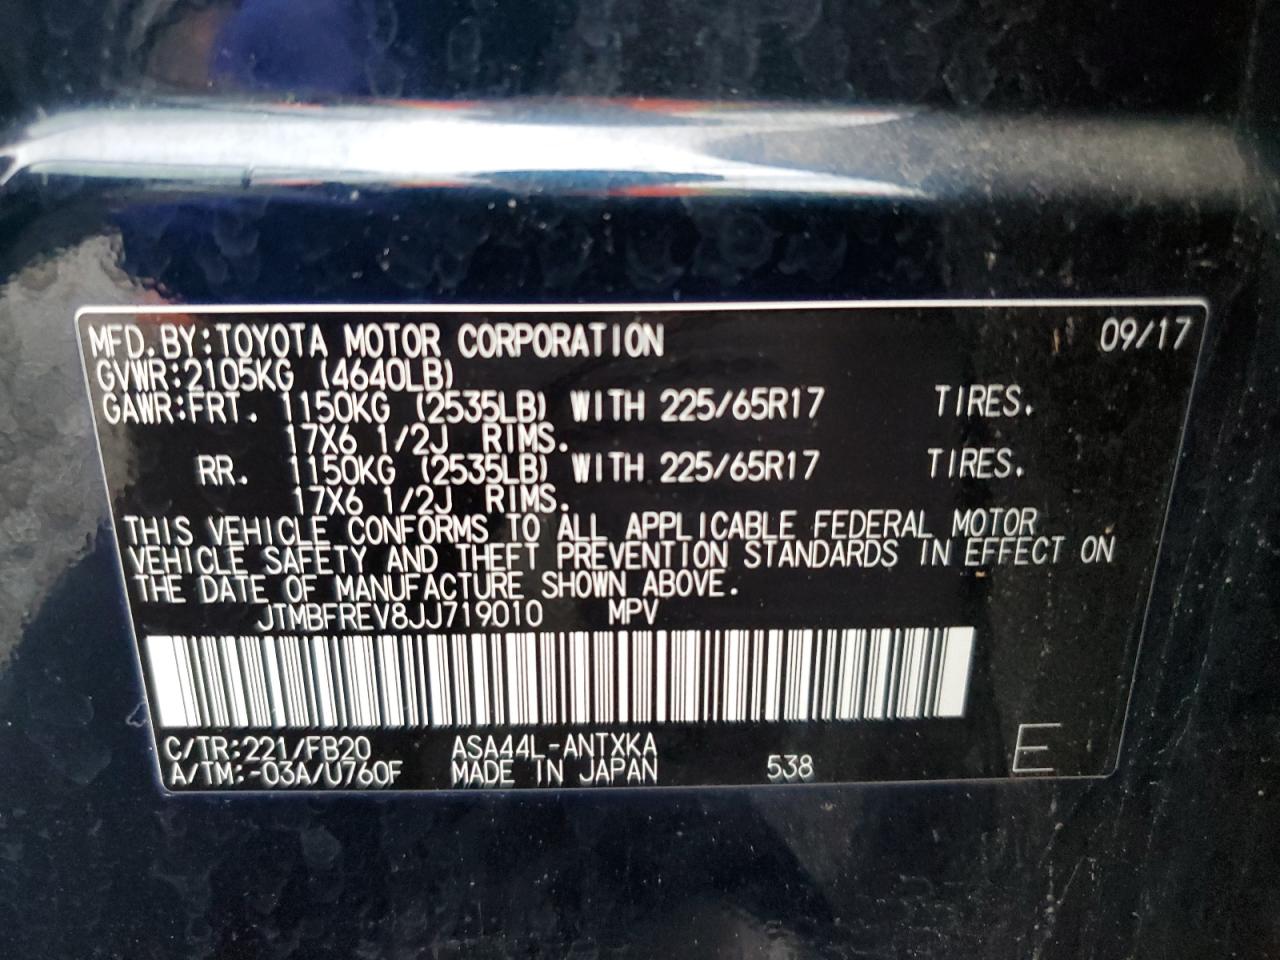 MFD. BY: TOYOTA MOTOR CORPORATION 09/17
GVWR: 2105KG (4640LB)
GAWR: FRT. 1150KG (2535LB) WITH 225/65R17 TIRES.
17X6 1/2J RIMS.
RR. 1150KG (2535LB) WITH 225/65R17 TIRES.
17X6 1/2J RIMS.
THIS VEHICLE CONFORMS TO ALL APPLICABLE FEDERAL MOTOR
VEHICLE SAFETY AND THEFT PREVENTION STANDARDS IN EFFECT ON
THE DATE OF MANUFACTURE SHOWN ABOVE.
JTMBFREV8JJ719010 MPV
C/TR: 221/FB20 ASA44L-ANTXKA
A/TM: -03A/U760F MADE IN JAPAN 538 E